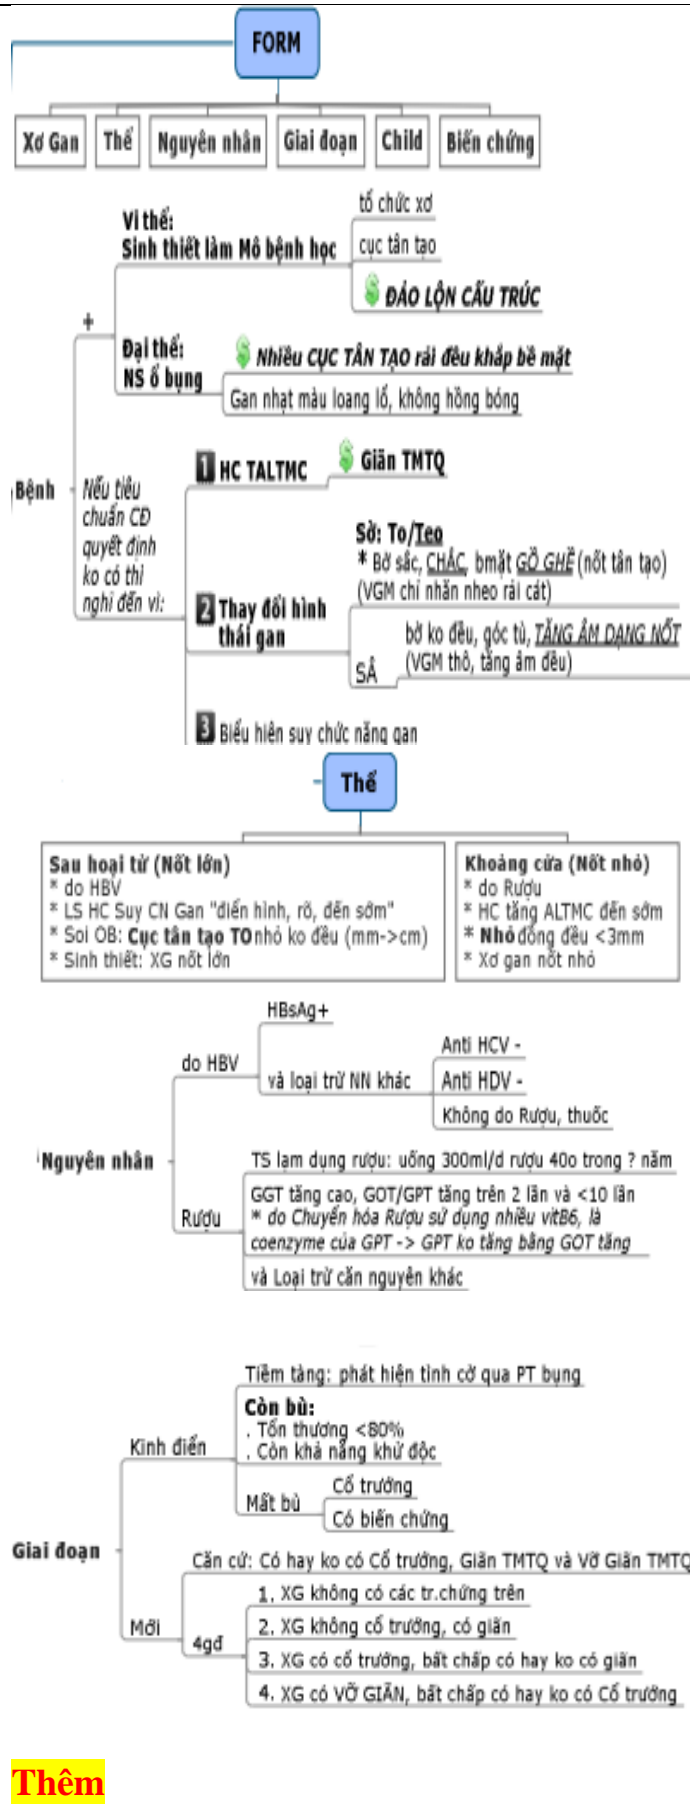 FORM
Xơ Gan
Thể
Nguyên nhân
Giai đoạn
Child
Biến chứng
Bệnh
+
Vi thể:
Sinh thiết làm Mô bệnh học
tổ chức xơ
cục tân tạo
ĐẢO LỘN CẤU TRÚC
Đại thể:
NS ổ bụng
Nhiều CỤC TÂN TẠO rải đều khắp bề mặt
Gan nhạt màu loang lổ, không hồng bóng
Nếu tiêu
chuẩn CĐ
quyết định
ko có thì
nghi đến vì:
1 HC TALTMC
Giãn TMTQ
2 Thay đổi hình
thái gan
Sờ: To/Teo
* Bờ sắc, CHẮC, bmặt GỒ GHỀ (nốt tân tạo)
(VGM chỉ nhăn nheo rải cát)
SÂ
bờ ko đều, góc tù, TĂNG ÂM DẠNG NỐT
(VGM thô, tăng âm đều)
3 Biểu hiện suy chức năng gan
Thể
Sau hoại tử (Nốt lớn)
* do HBV
* LS HC Suy CN Gan "điển hình, rõ, đến sớm"
* Soi OB: Cục tân tạo TO nhỏ ko đều (mm->cm)
* Sinh thiết: XG nốt lớn
Khoảng cửa (Nốt nhỏ)
* do Rượu
* HC tăng ALTMC đến sớm
* Nhỏ đồng đều <3mm
* Xơ gan nốt nhỏ
Nguyên nhân
do HBV
HBsAg+
và loại trừ NN khác
Anti HCV -
Anti HDV -
Không do Rượu, thuốc
Rượu
TS lạm dụng rượu: uống 300ml/d rượu 40o trong ? năm
GGT tăng cao, GOT/GPT tăng trên 2 lần và <10 lần
* do Chuyển hóa Rượu sử dụng nhiều vitB6, là
coenzyme của GPT -> GPT ko tăng bằng GOT tăng
và Loại trừ căn nguyên khác
Giai đoạn
Kinh điển
Tiềm tàng: phát hiện tình cờ qua PT bụng
Còn bù:
. Tổn thương <80%
. Còn khả năng khử độc
Mất bù
Cổ trướng
Có biến chứng
Mới
Căn cứ: Có hay ko có Cổ trướng, Giãn TMTQ và Vỡ Giãn TMTQ
4gđ
1. XG không có các tr.chứng trên
2. XG không cổ trướng, có giãn
3. XG có cổ trướng, bất chấp có hay ko có giãn
4. XG có VỠ GIÃN, bất chấp có hay ko có Cổ trướng
Thêm